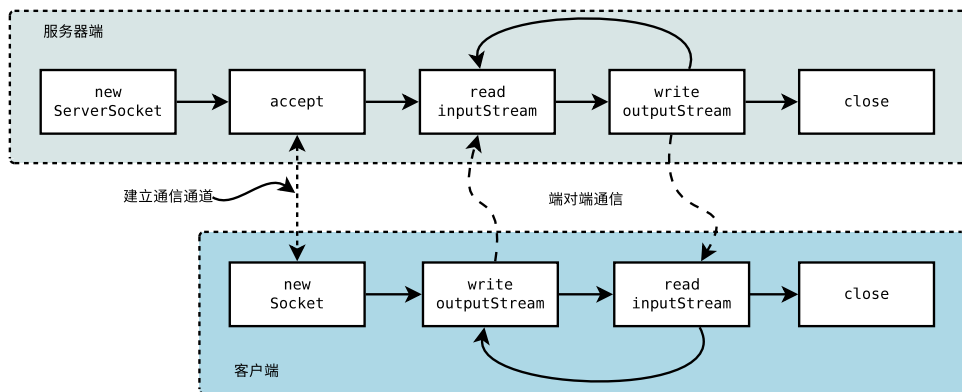 服务器端
new
ServerSocket
accept
read
inputStream
write
outputStream
close
建立通信通道
端对端通信
new
Socket
write
outputStream
read
inputStream
close
客户端